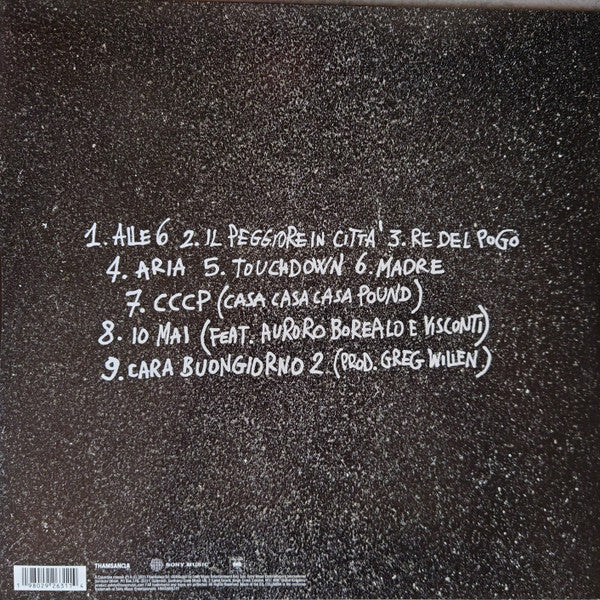 1. ALLE 6 2. IL PEGGIORE IN CITTÀ 3. RE DEL POGO
4. ARIA 5. TOUCHDOWN 6. MADRE
7. CCCP (CASA CASA CASA POUND)
8. IO MAI (FEAT. AURORO BOREALO E VISCONTI)
9. CARA BUONGIORNO 2 (PROD. GREG WILLEN)
THAMSANCIA SONY MUSIC